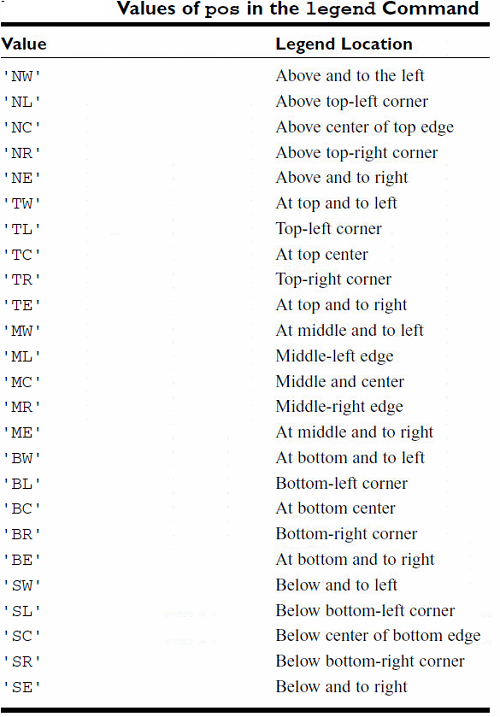 Values of pos in the legend Command
Value Legend Location
'NW' Above and to the left
'NL' Above top-left corner
'NC' Above center of top edge
'NR' Above top-right corner
'NE' Above and to right
'TW' At top and to left
'TL' Top-left corner
'TC' At top center
'TR' Top-right corner
'TE' At top and to right
'MW' At middle and to left
'ML' Middle-left edge
'MC' Middle and center
'MR' Middle-right edge
'ME' At middle and to right
'BW' At bottom and to left
'BL' Bottom-left corner
'BC' At bottom center
'BR' Bottom-right corner
'BE' At bottom and to right
'SW' Below and to left
'SL' Below bottom-left corner
'SC' Below center of bottom edge
'SR' Below bottom-right corner
'SE' Below and to right